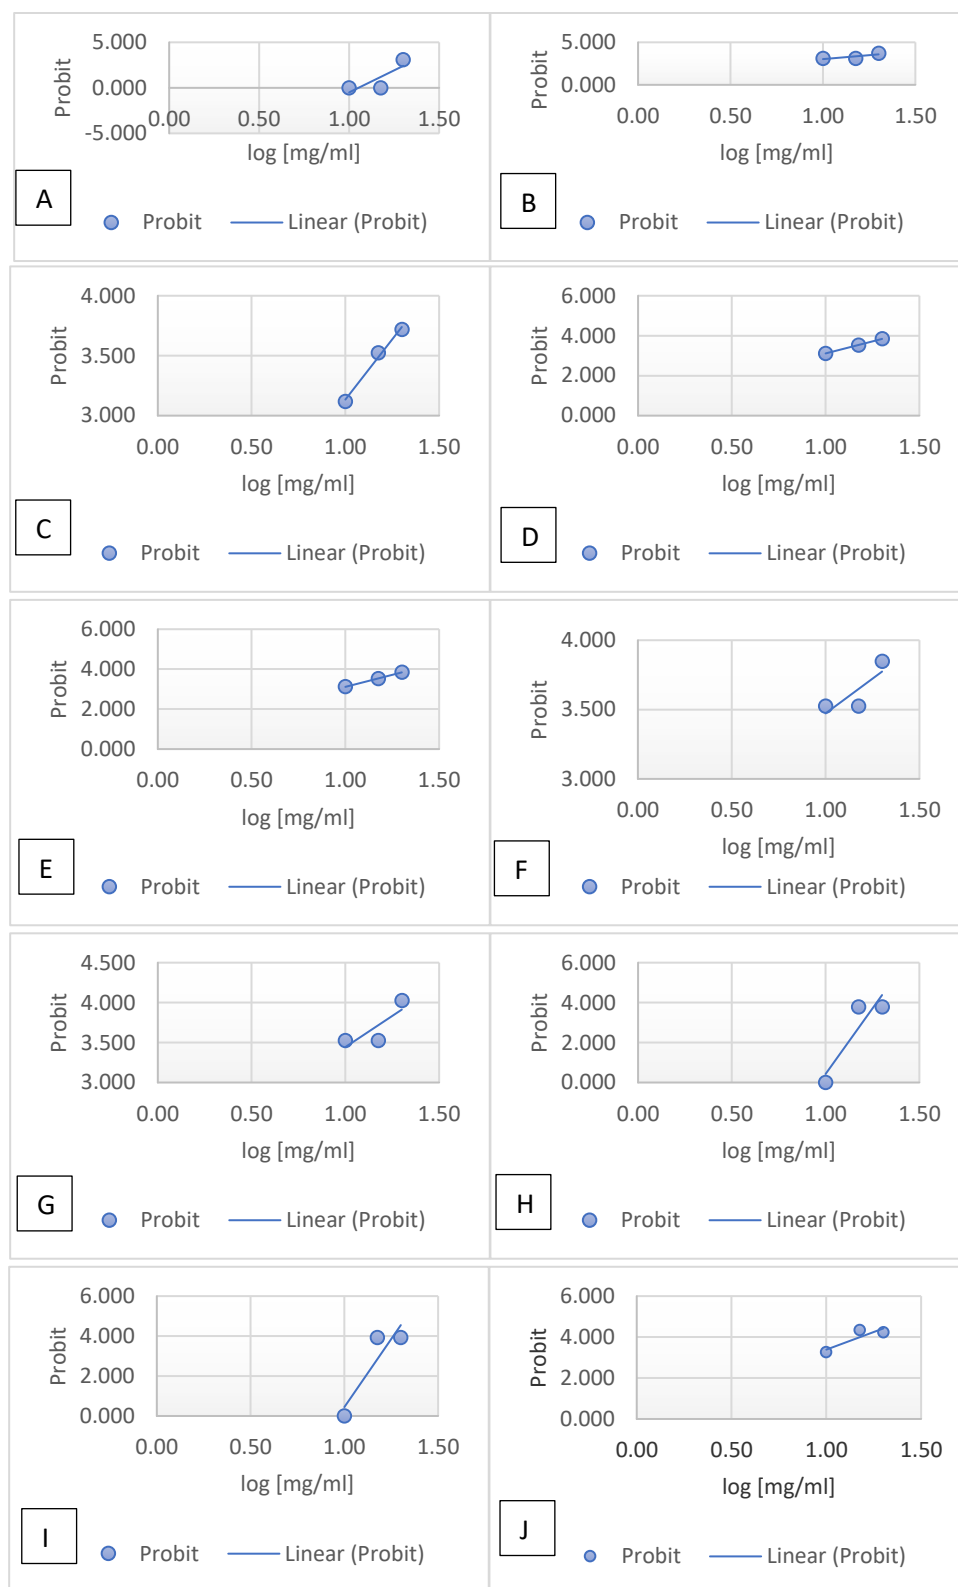 5.000
0.000
-5.000
0.00 0.50 1.00 1.50
Probit
log [mg/ml]
A
Probit Linear (Probit)
5.000
0.000
0.00 0.50 1.00 1.50
Probit
log [mg/ml]
B
Probit Linear (Probit)
4.000
3.500
3.000
0.00 0.50 1.00 1.50
Probit
log [mg/ml]
C
Probit Linear (Probit)
6.000
4.000
2.000
0.000
0.00 0.50 1.00 1.50
Probit
log [mg/ml]
D
Probit Linear (Probit)
6.000
4.000
2.000
0.000
0.00 0.50 1.00 1.50
Probit
log [mg/ml]
E
Probit Linear (Probit)
4.000
3.500
3.000
0.00 0.50 1.00 1.50
Probit
log [mg/ml]
F
Probit Linear (Probit)
4.500
4.000
3.500
3.000
0.00 0.50 1.00 1.50
Probit
log [mg/ml]
G
Probit Linear (Probit)
6.000
4.000
2.000
0.000
0.00 0.50 1.00 1.50
Probit
log [mg/ml]
H
Probit Linear (Probit)
6.000
4.000
2.000
0.000
0.00 0.50 1.00 1.50
Probit
log [mg/ml]
I
Probit Linear (Probit)
6.000
4.000
2.000
0.000
0.00 0.50 1.00 1.50
Probit
log [mg/ml]
J
Probit Linear (Probit)